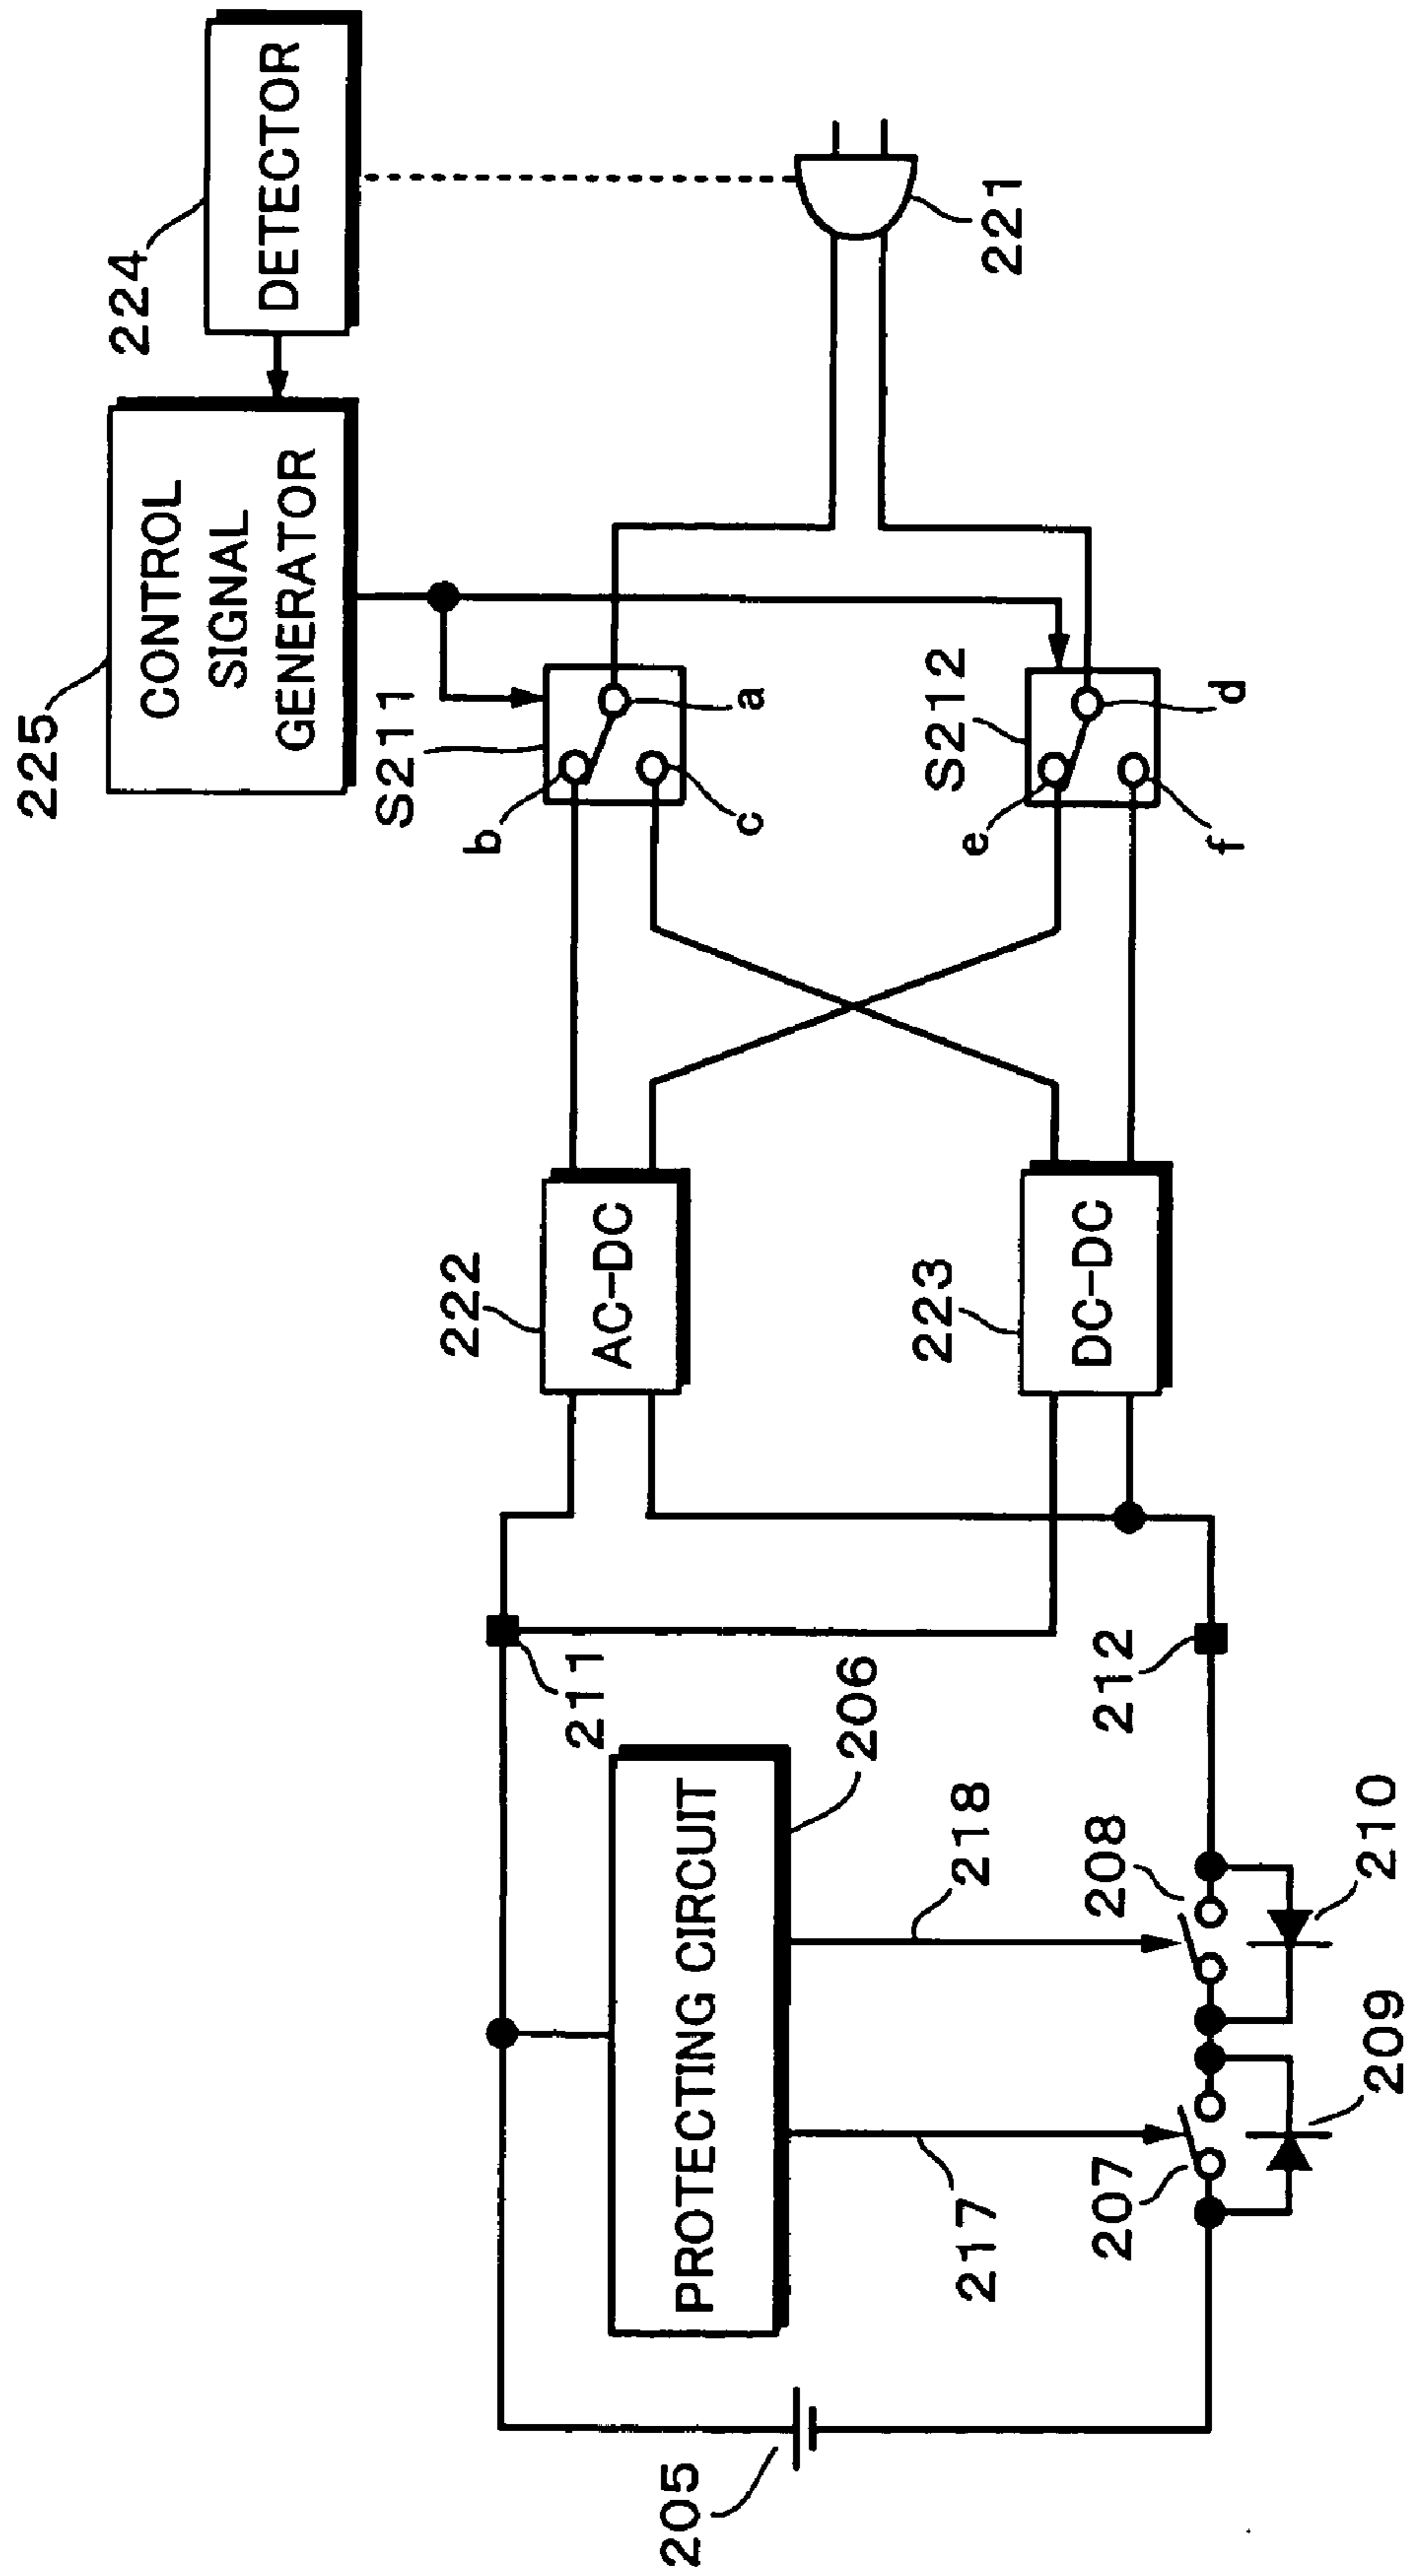 225
224
CONTROL
SIGNAL
GENERATOR
DETECTOR
S211
b
a
c
222
AC-DC
211
221
S212
e
d
f
223
DC-DC
PROTECTING CIRCUIT
206
205
217
218
212
207
208
209
210